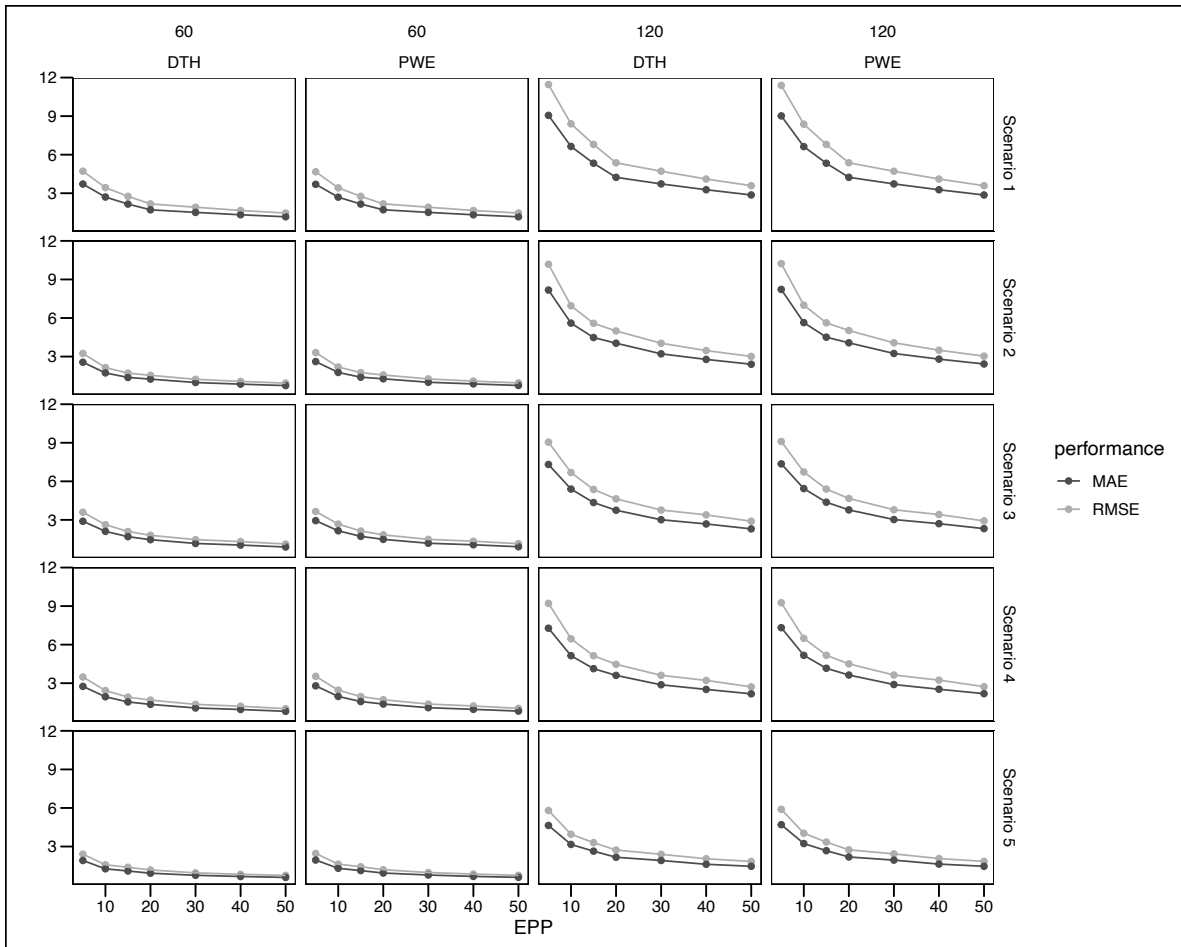 60 60 120 120
DTH PWE DTH PWE
12
9
6
3
Scenario 1
12
9
6
3
Scenario 2
12
9
6
3
Scenario 3
performance
MAE
RMSE
12
9
6
3
Scenario 4
12
9
6
3
Scenario 5
10 20 30 40 50 10 20 30 40 50 10 20 30 40 50 10 20 30 40 50
EPP